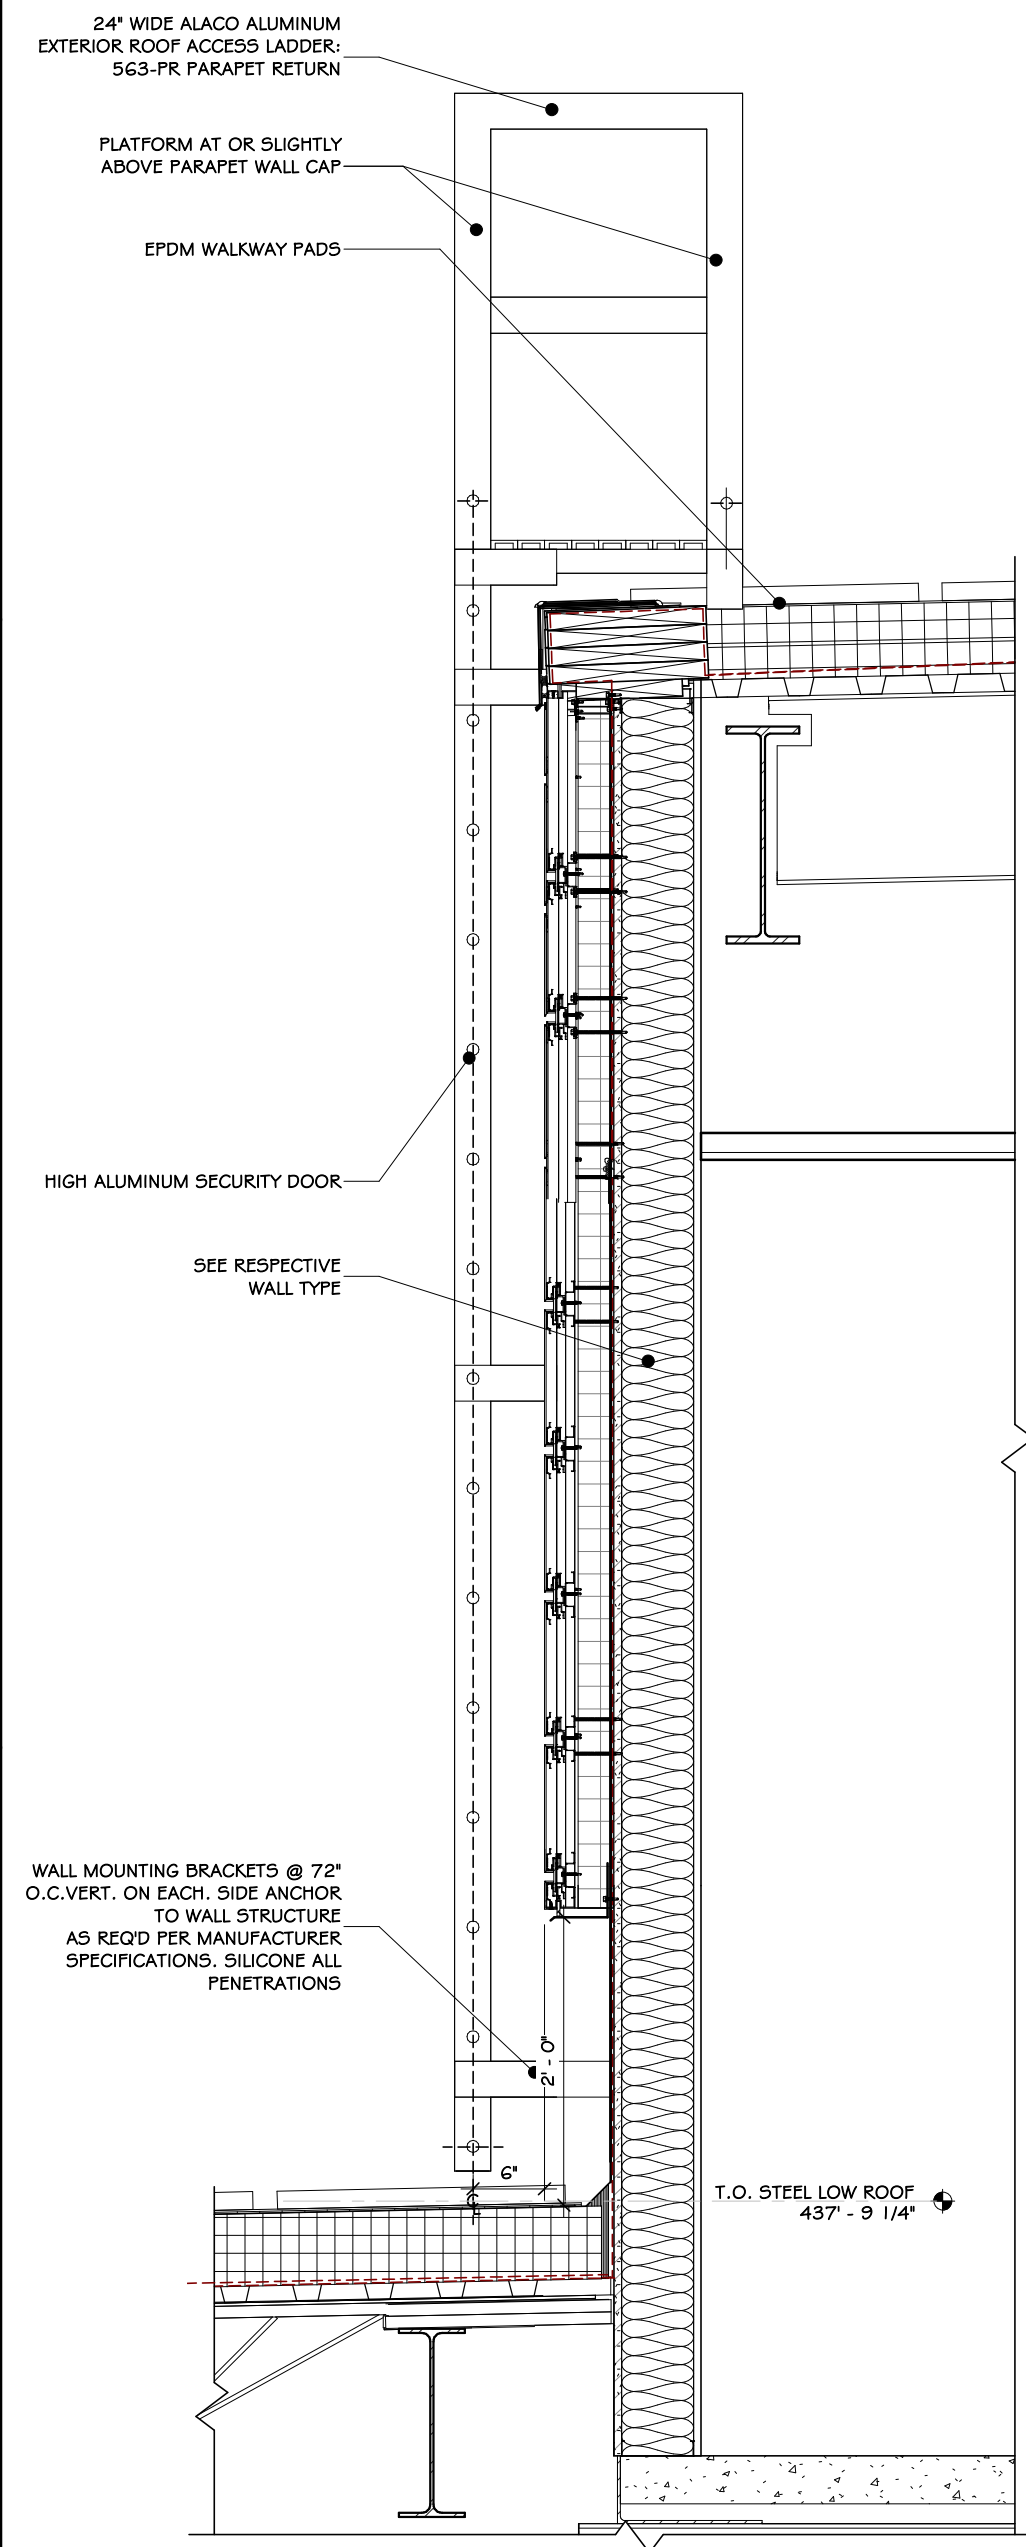 24" WIDE ALACO ALUMINUM
EXTERIOR ROOF ACCESS LADDER:
563-PR PARAPET RETURN
PLATFORM AT OR SLIGHTLY
ABOVE PARAPET WALL CAP
EPDM WALKWAY PADS
HIGH ALUMINUM SECURITY DOOR
SEE RESPECTIVE
WALL TYPE
WALL MOUNTING BRACKETS @ 72"
O.C.VERT. ON EACH. SIDE ANCHOR
TO WALL STRUCTURE
AS REQ'D PER MANUFACTURER
SPECIFICATIONS. SILICONE ALL
PENETRATIONS
2' - 0"
6"
C
L
T.O. STEEL LOW ROOF
437' - 9 1/4"